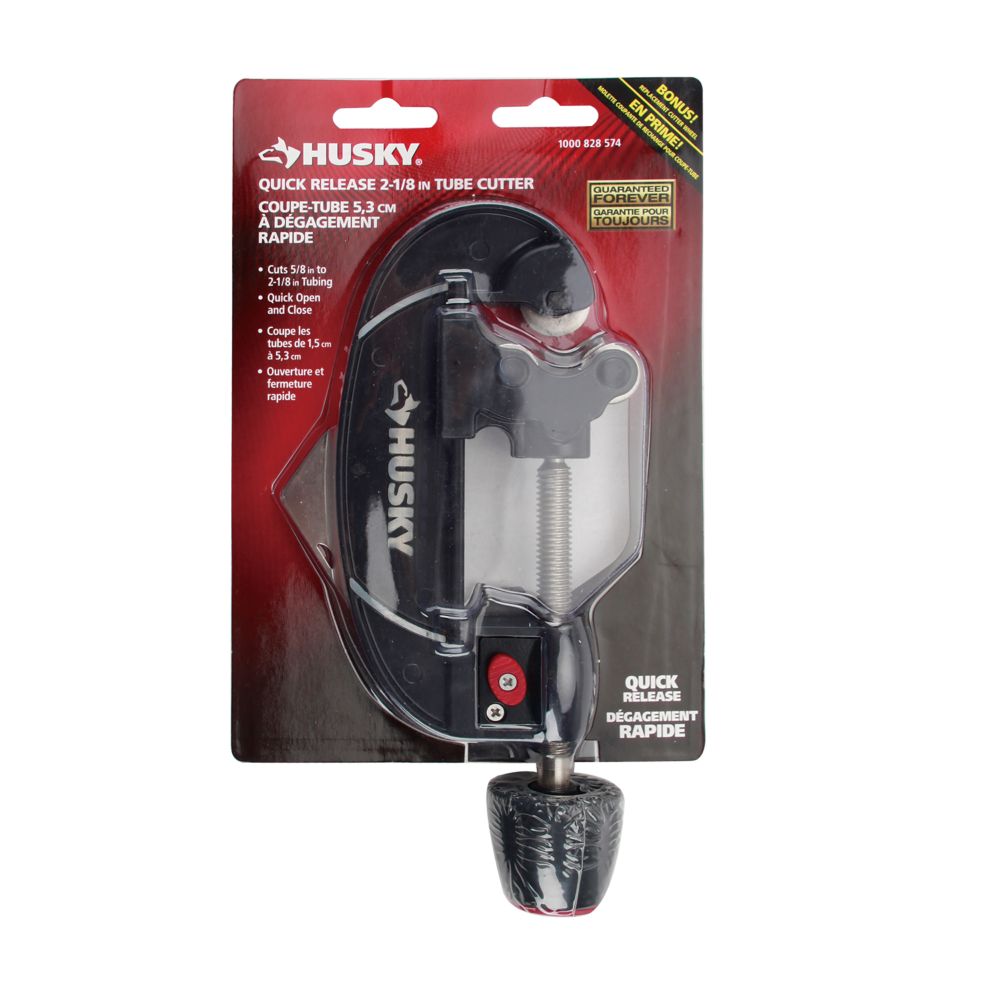 HUSKY®
1000 828 574
BONUS!
REPLACEMENT CUTTER WHEEL
EN PRIME!
MOLETTE COUPANTE DE RECHANGE POUR COUPE-TUBE
QUICK RELEASE 2-1/8 IN TUBE CUTTER
COUPE-TUBE 5,3 CM
À DÉGAGEMENT
RAPIDE
GUARANTEED
FOREVER
GARANTIE POUR
TOUJOURS
• Cuts 5/8 in to
2-1/8 in Tubing
• Quick Open
and Close
• Coupe les
tubes de 1,5 cm
à 5,3 cm
• Ouverture et
fermeture
rapide
HUSKY
QUICK
RELEASE
DÉGAGEMENT
RAPIDE